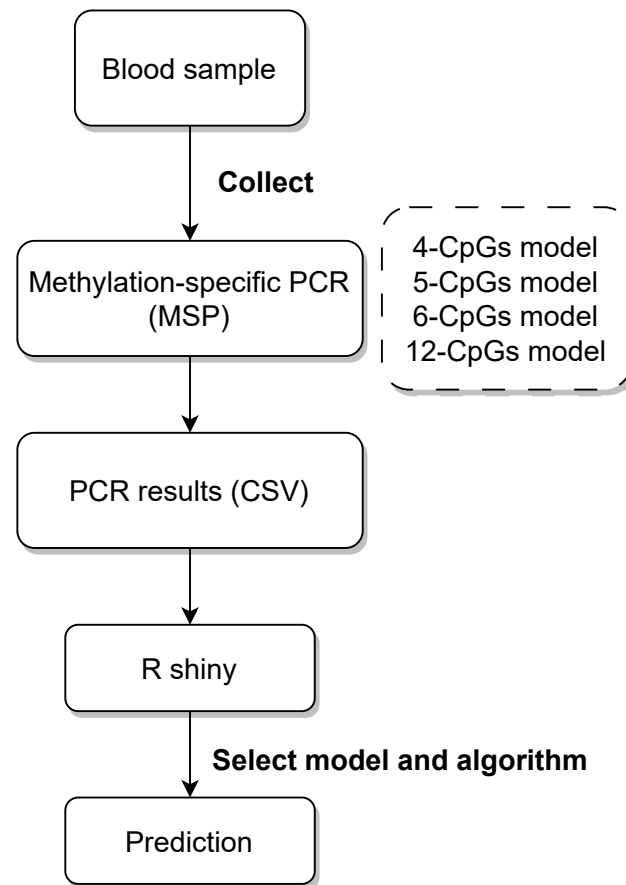 Blood sample
Collect
Methylation-specific PCR
(MSP)
4-CpGs model
5-CpGs model
6-CpGs model
12-CpGs model
PCR results (CSV)
R shiny
Select model and algorithm
Prediction